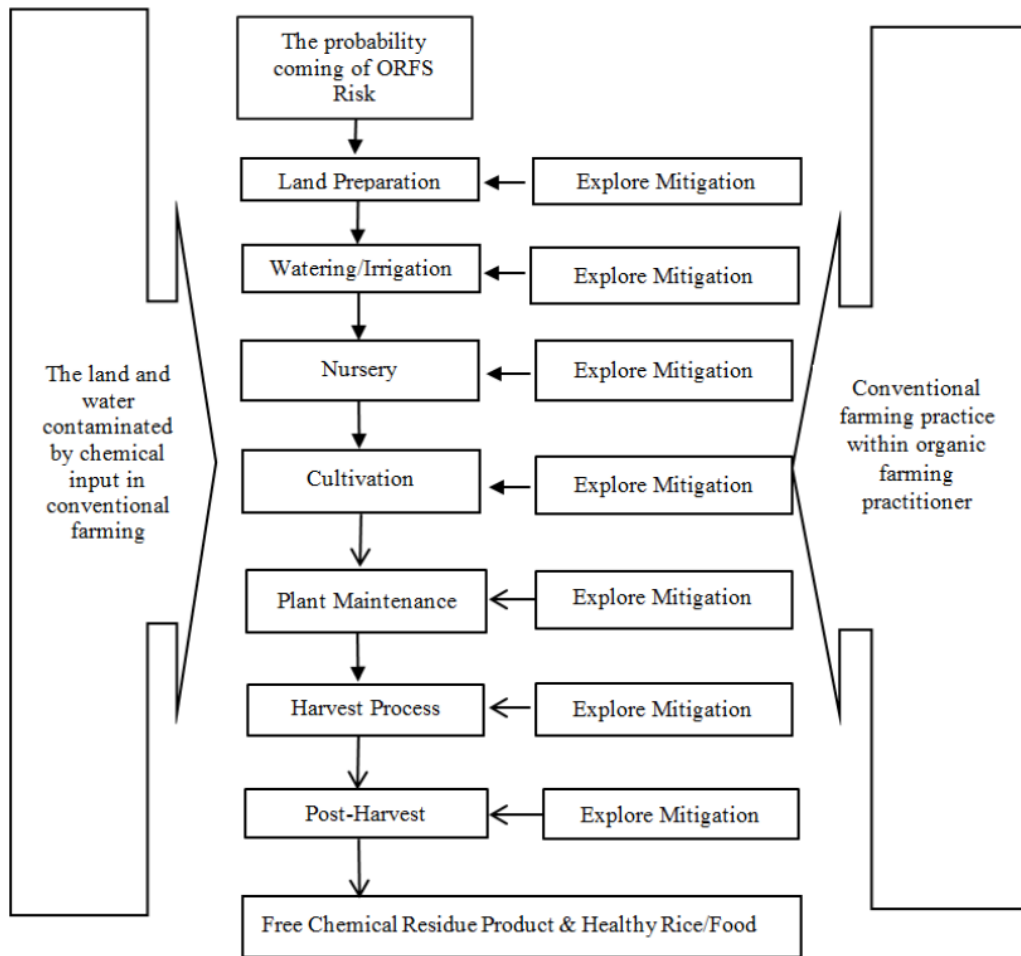 The probability
coming of ORFS
Risk
Land Preparation
Explore Mitigation
Watering/Irrigation
Explore Mitigation
Nursery
Explore Mitigation
The land and
water
contaminated
by chemical
input in
conventional
farming
Conventional
farming practice
within organic
farming
practitioner
Cultivation
Explore Mitigation
Plant Maintenance
Explore Mitigation
Harvest Process
Explore Mitigation
Post-Harvest
Explore Mitigation
Free Chemical Residue Product & Healthy Rice/Food